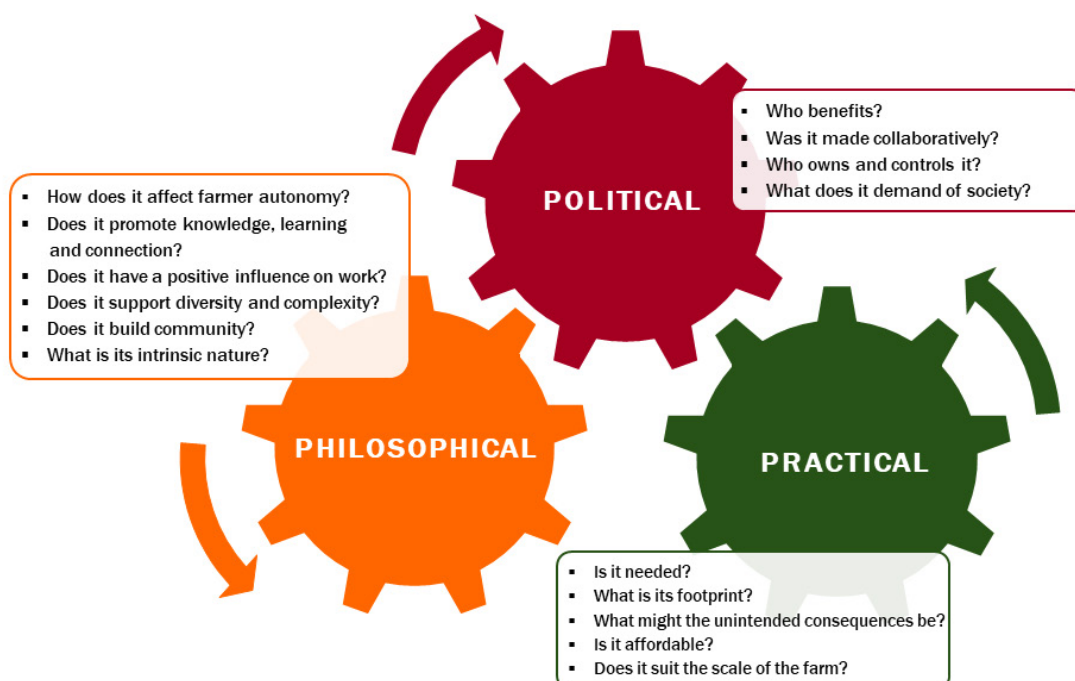 POLITICAL
▪ Who benefits?
▪ Was it made collaboratively?
▪ Who owns and controls it?
▪ What does it demand of society?
▪ How does it affect farmer autonomy?
▪ Does it promote knowledge, learning
and connection?
▪ Does it have a positive influence on work?
▪ Does it support diversity and complexity?
▪ Does it build community?
▪ What is its intrinsic nature?
PHILOSOPHICAL
PRACTICAL
▪ Is it needed?
▪ What is its footprint?
▪ What might the unintended consequences be?
▪ Is it affordable?
▪ Does it suit the scale of the farm?